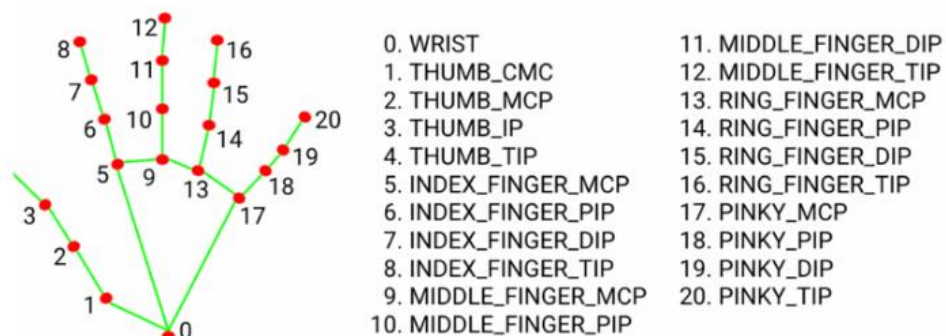 12
8
16
11
7
15
6
10
20
14
5
19
9
13
18
3
17
2
1
0
0. WRIST
1. THUMB_CMC
2. THUMB_MCP
3. THUMB_IP
4. THUMB_TIP
5. INDEX_FINGER_MCP
6. INDEX_FINGER_PIP
7. INDEX_FINGER_DIP
8. INDEX_FINGER_TIP
9. MIDDLE_FINGER_MCP
10. MIDDLE_FINGER_PIP
11. MIDDLE_FINGER_DIP
12. MIDDLE_FINGER_TIP
13. RING_FINGER_MCP
14. RING_FINGER_PIP
15. RING_FINGER_DIP
16. RING_FINGER_TIP
17. PINKY_MCP
18. PINKY_PIP
19. PINKY_DIP
20. PINKY_TIP